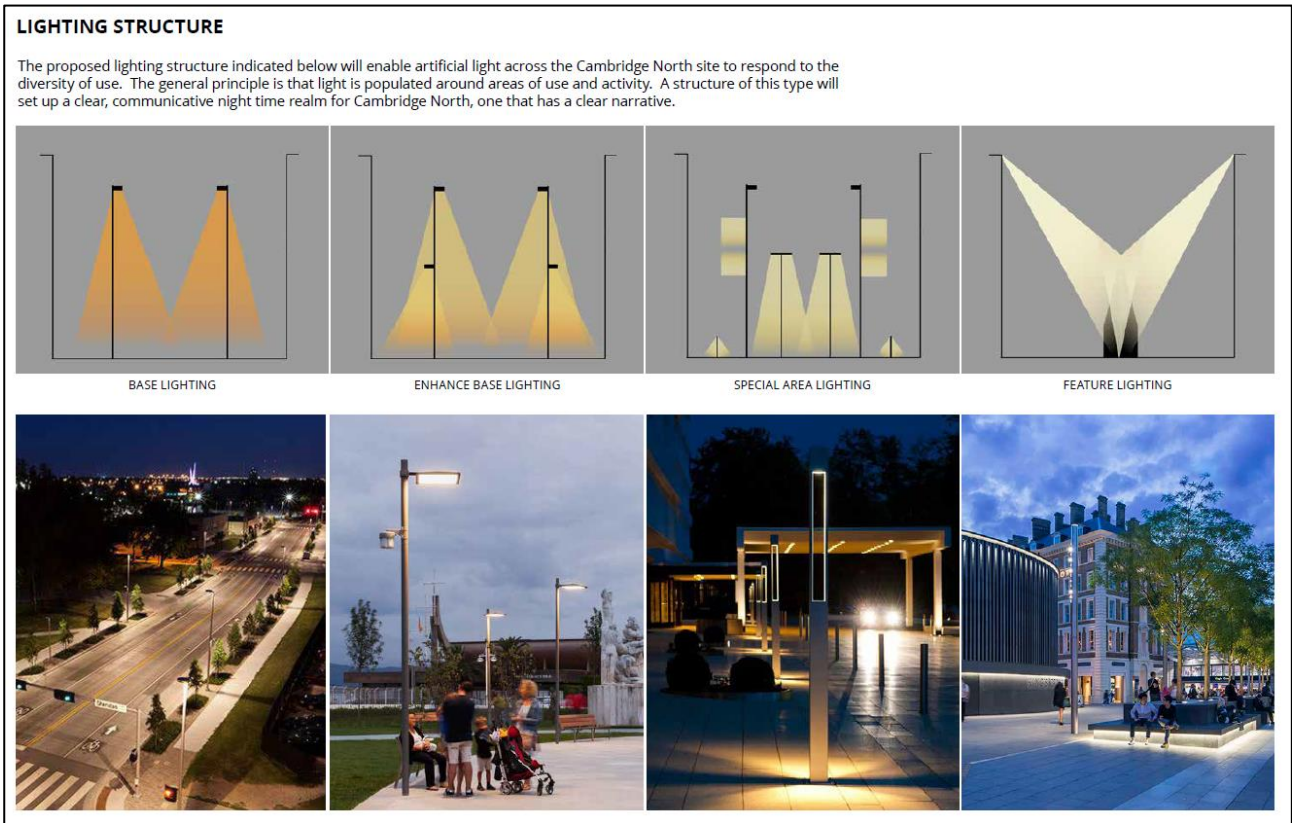 LIGHTING STRUCTURE
The proposed lighting structure indicated below will enable artificial light across the Cambridge North site to respond to the
diversity of use. The general principle is that light is populated around areas of use and activity. A structure of this type will
set up a clear, communicative night time realm for Cambridge North, one that has a clear narrative.
BASE LIGHTING
ENHANCE BASE LIGHTING
SPECIAL AREA LIGHTING
FEATURE LIGHTING